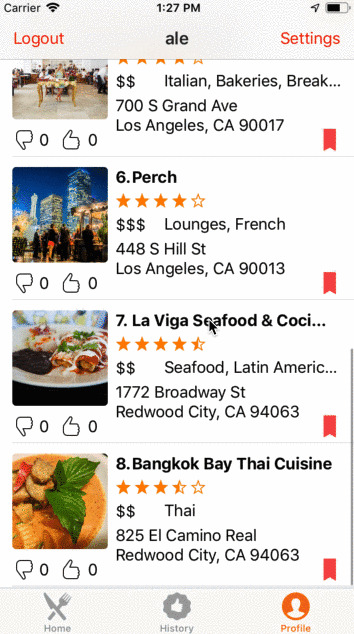 Carrier 1:27 PM
Logout ale Settings
$$ Italian, Bakeries, Break...
700 S Grand Ave
Los Angeles, CA 90017
0 0
6.Perch
$$$ Lounges, French
448 S Hill St
Los Angeles, CA 90013
0 0
7. La Viga Seafood & Coci...
$$ Seafood, Latin Americ...
1772 Broadway St
Redwood City, CA 94063
0 0
8.Bangkok Bay Thai Cuisine
$$ Thai
825 El Camino Real
Redwood City, CA 94063
0 0
Home History Profile